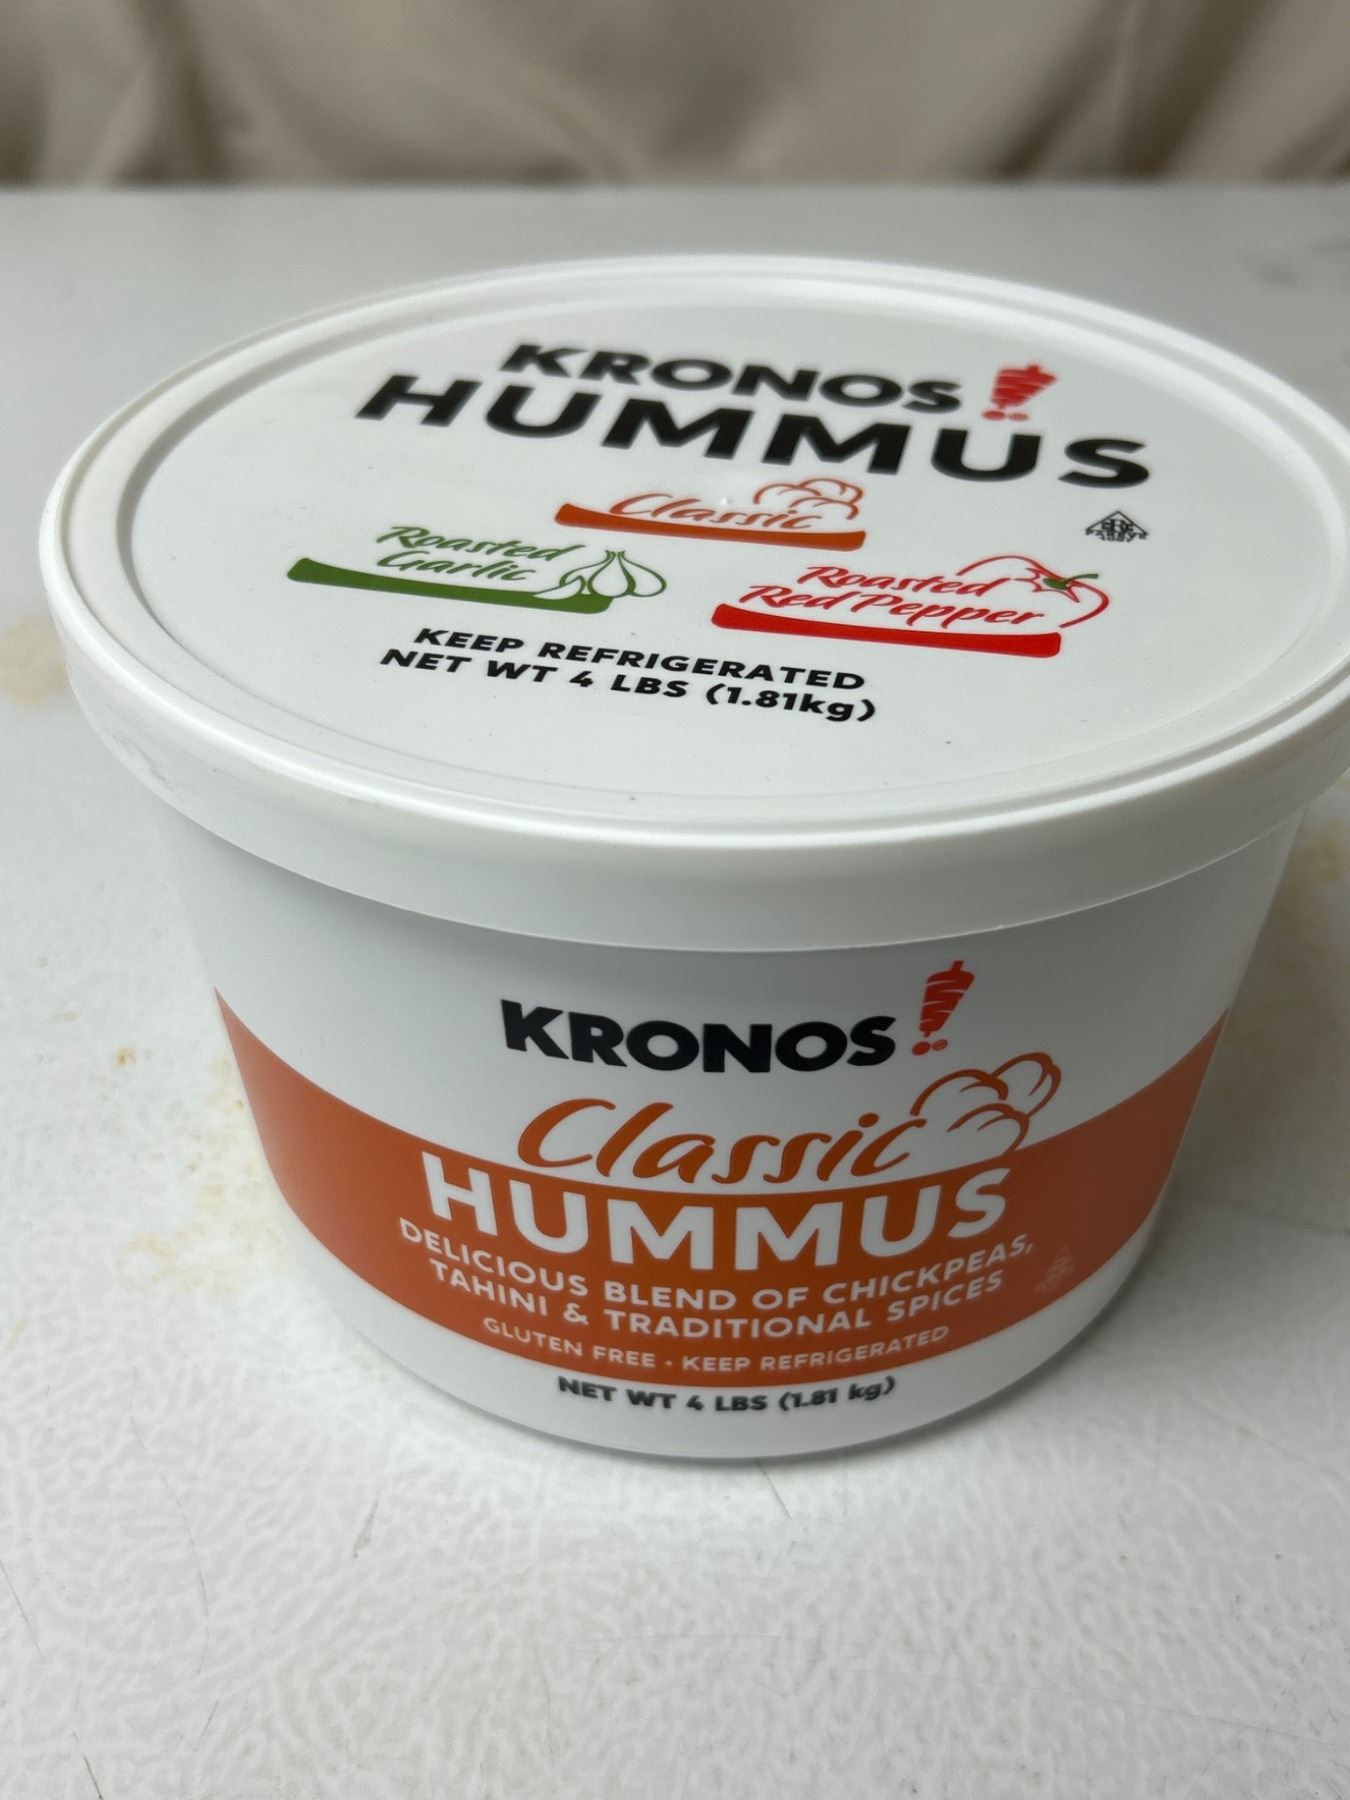 KRONOS
HUMMUS
Classic
Roasted
Garlic
Roasted
Red Pepper
KEEP REFRIGERATED
NET WT 4 LBS (1.81kg)
KRONOS
Classic
HUMMUS
DELICIOUS BLEND OF CHICKPEAS,
TAHINI & TRADITIONAL SPICES
GLUTEN FREE • KEEP REFRIGERATED
NET WT 4 LBS (1.81 kg)